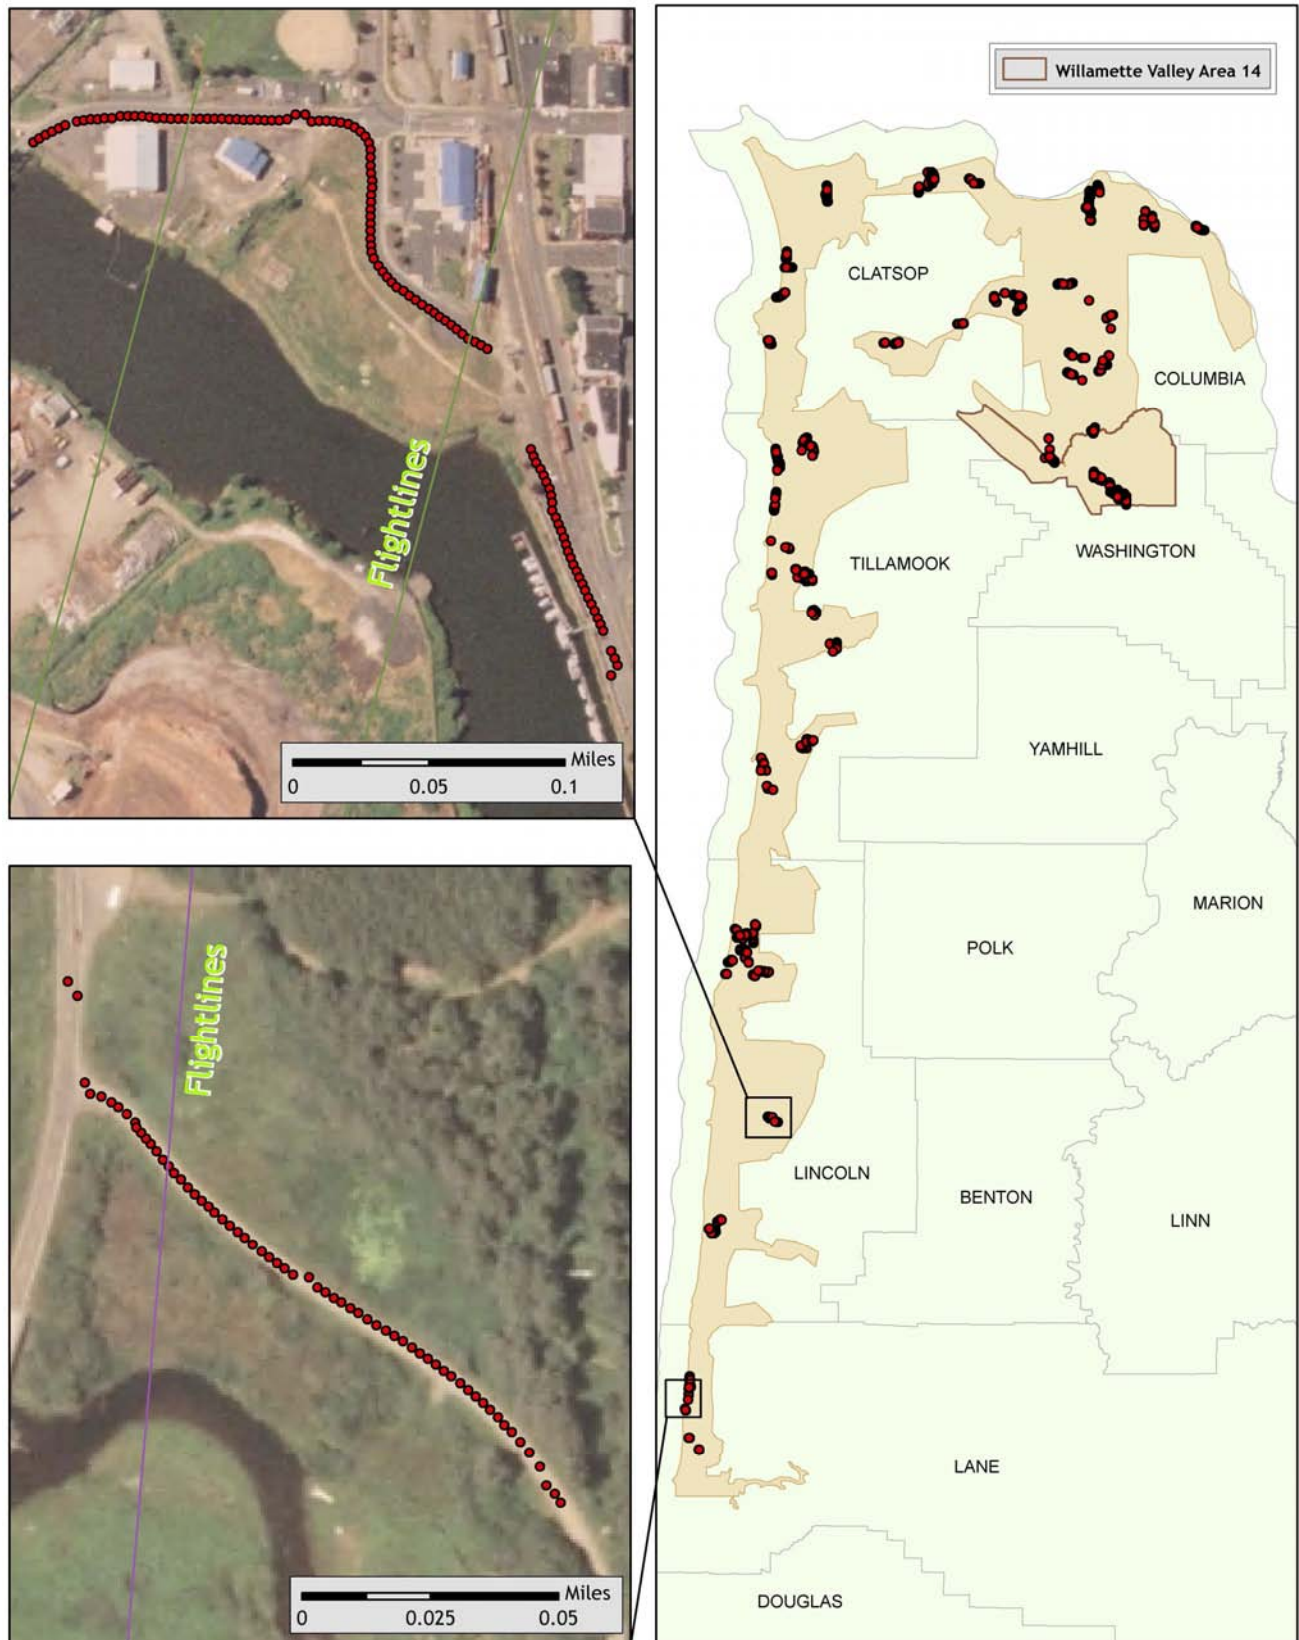 Flightlines
Miles
0
0.05
0.1
Flightlines
Miles
0
0.025
0.05
Willamette Valley Area 14
CLATSOP
COLUMBIA
TILLAMOOK
WASHINGTON
YAMHILL
MARION
POLK
LINCOLN
BENTON
LINN
LANE
DOUGLAS